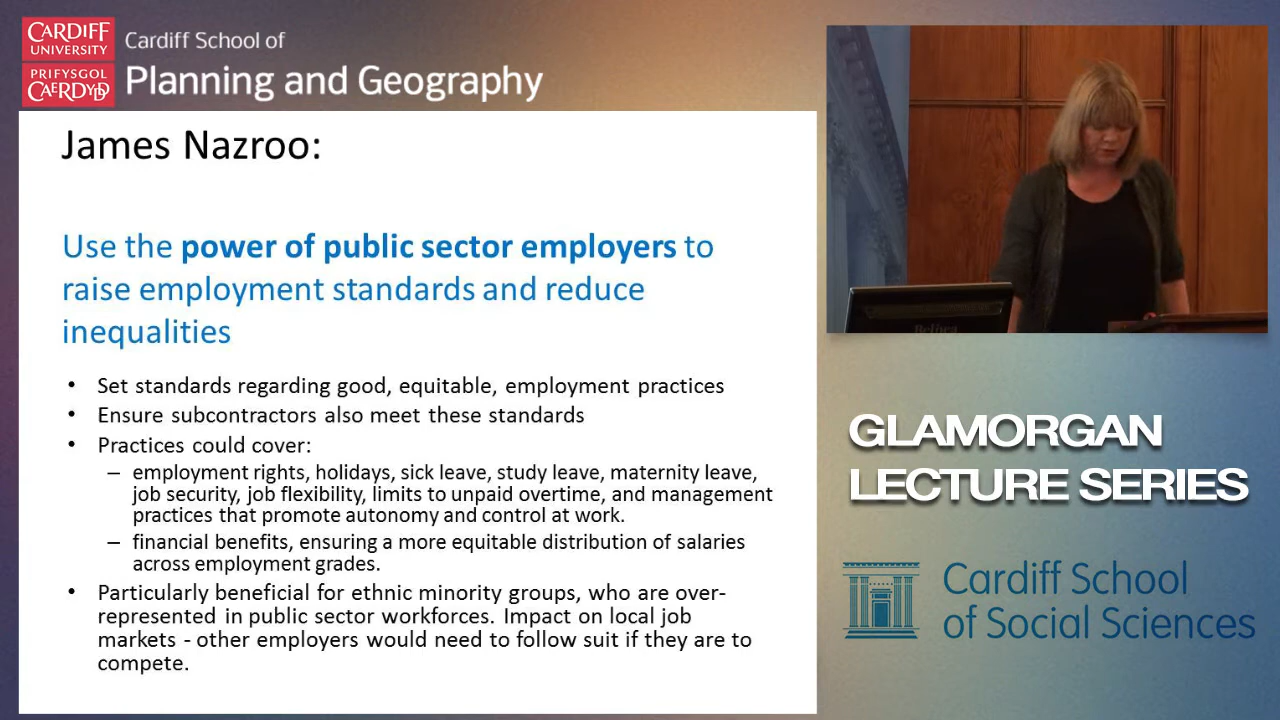 CARDIFF
UNIVERSITY
PRIFYSGOL
CAERDYDD
Cardiff School of
Planning and Geography
James Nazroo:
Use the power of public sector employers to
raise employment standards and reduce
inequalities
• Set standards regarding good, equitable, employment practices
• Ensure subcontractors also meet these standards
• Practices could cover:
– employment rights, holidays, sick leave, study leave, maternity leave,
job security, job flexibility, limits to unpaid overtime, and management
practices that promote autonomy and control at work.
– financial benefits, ensuring a more equitable distribution of salaries
across employment grades.
• Particularly beneficial for ethnic minority groups, who are over-
represented in public sector workforces. Impact on local job
markets - other employers would need to follow suit if they are to
compete.
GLAMORGAN
LECTURE SERIES
Cardiff School
of Social Sciences